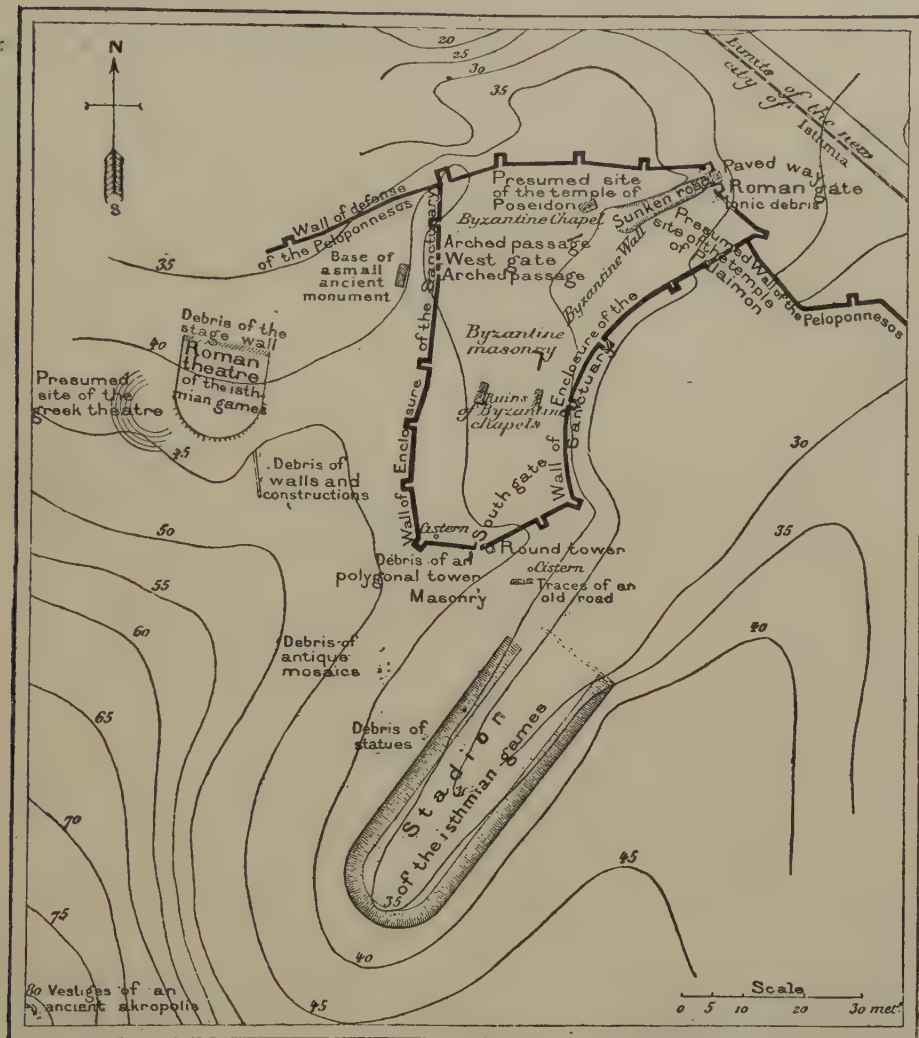 N
S
20
25
30
35
Limits of the new
city of
Isthmia
Paved way
Roman gate
Ionic debris
Presumed site
of the temple of
Poseidon
Byzantine Chapel
Sunken road
Presumed
site of the temple
of Palaimon
Wall of defense
of the Peloponnesos
Wall of the
Peloponnesos
Arched passage
West gate
Arched passage
Byzantine Wall
35
Base of
a small
ancient
monument
Wall of Enclosure of the Sanctuary
Wall of Enclosure of the
Sanctuary
Byzantine
masonry
Debris of the
stage wall
Roman
theatre
of the isth-
mian games
40
Presumed
site of the
greek theatre
Ruins
of Byzantine
chapels
45
Debris of
walls and
constructions
30
35
40
50
55
60
65
70
75
Cistern
South gate
Debris of an
polygonal tower
Masonry
Round tower
Cistern
Traces of an
old road
Debris of
antique
mosaics
Debris of
statues
Stadion
of the isthmian games
35
40
45
45
80 Vestiges of an
ancient akropolis
Scale
0 5 10 20 30 met.